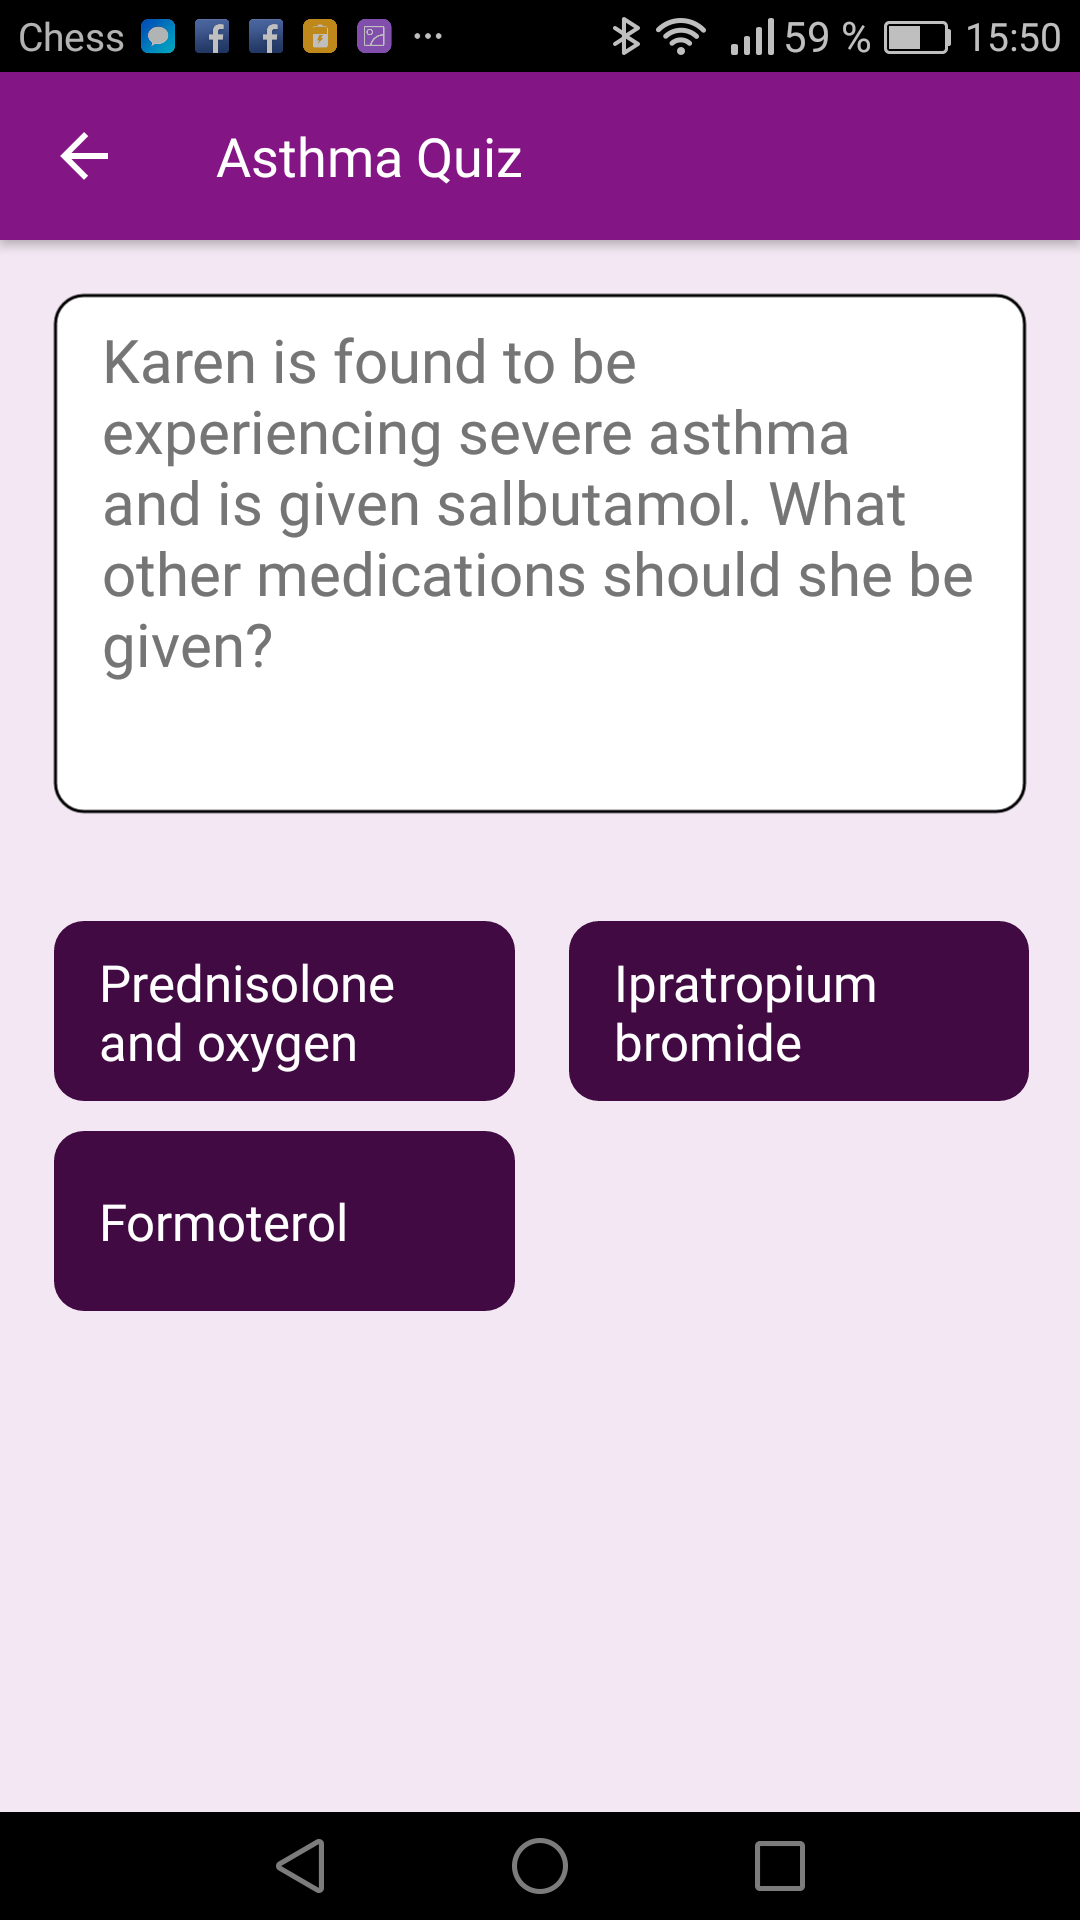 Chess 59 % 15:50
Asthma Quiz
Karen is found to be
experiencing severe asthma
and is given salbutamol. What
other medications should she be
given?
Prednisolone
and oxygen
Ipratropium
bromide
Formoterol